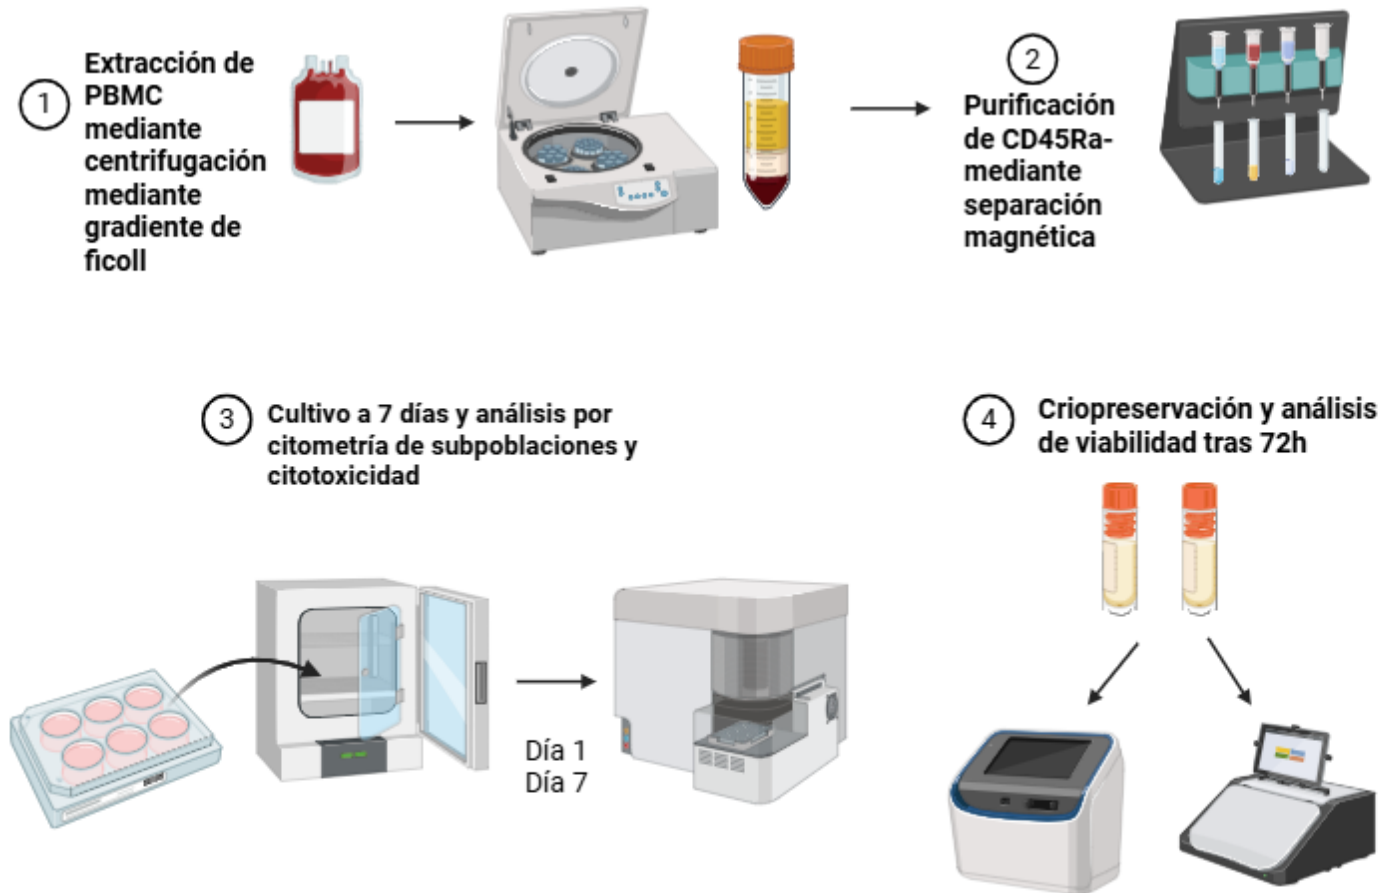 1
Extracción de
PBMC
mediante
centrifugación
mediante
gradiente de
ficoll
2
Purificación
de CD45Ra-
mediante
separación
magnética
3
Cultivo a 7 días y análisis por
citometría de subpoblaciones y
citotoxicidad
Día 1
Día 7
4
Criopreservación y análisis
de viabilidad tras 72h